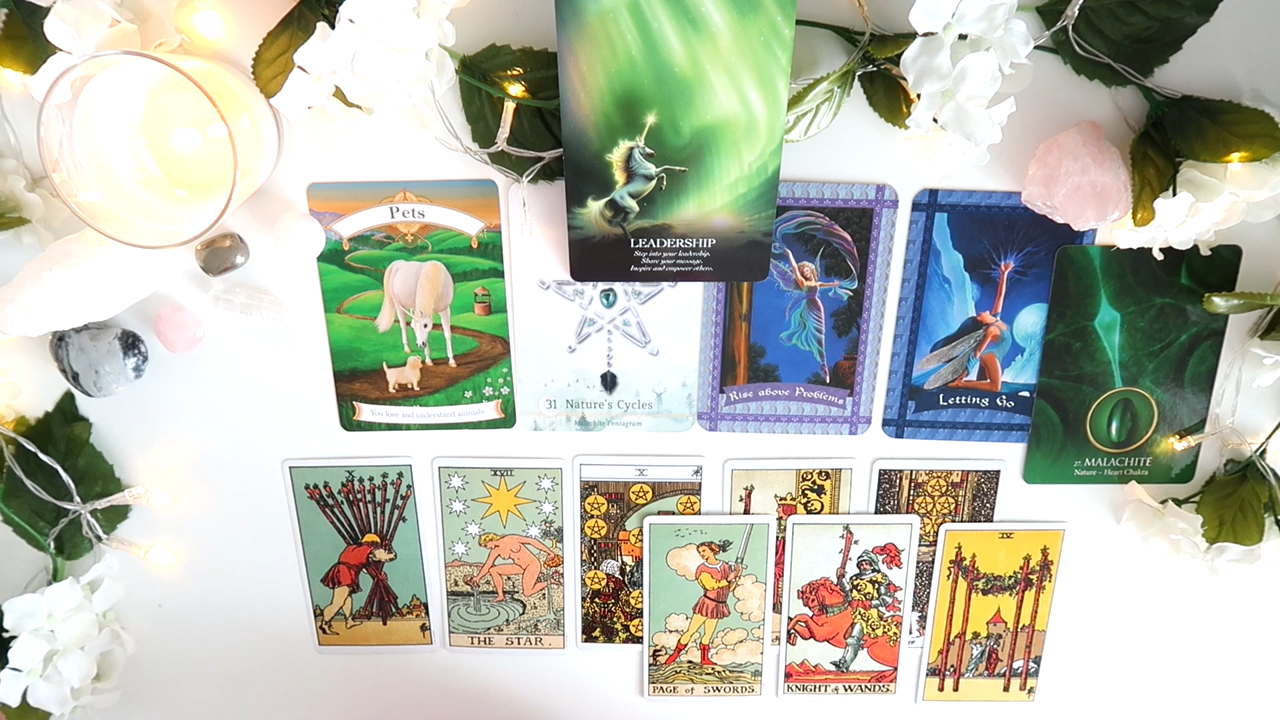 LEADERSHIP
Step into your leadership.
Share your message.
Inspire and empower others.
Pets
You love and understand animals.
31 Nature's Cycles
Malachite Pentagram
Rise above Problems
Letting Go
27. MALACHITE
Nature ~ Heart Chakra
X
XVII
THE STAR.
X
PAGE of SWORDS.
KNIGHT of WANDS.
IV